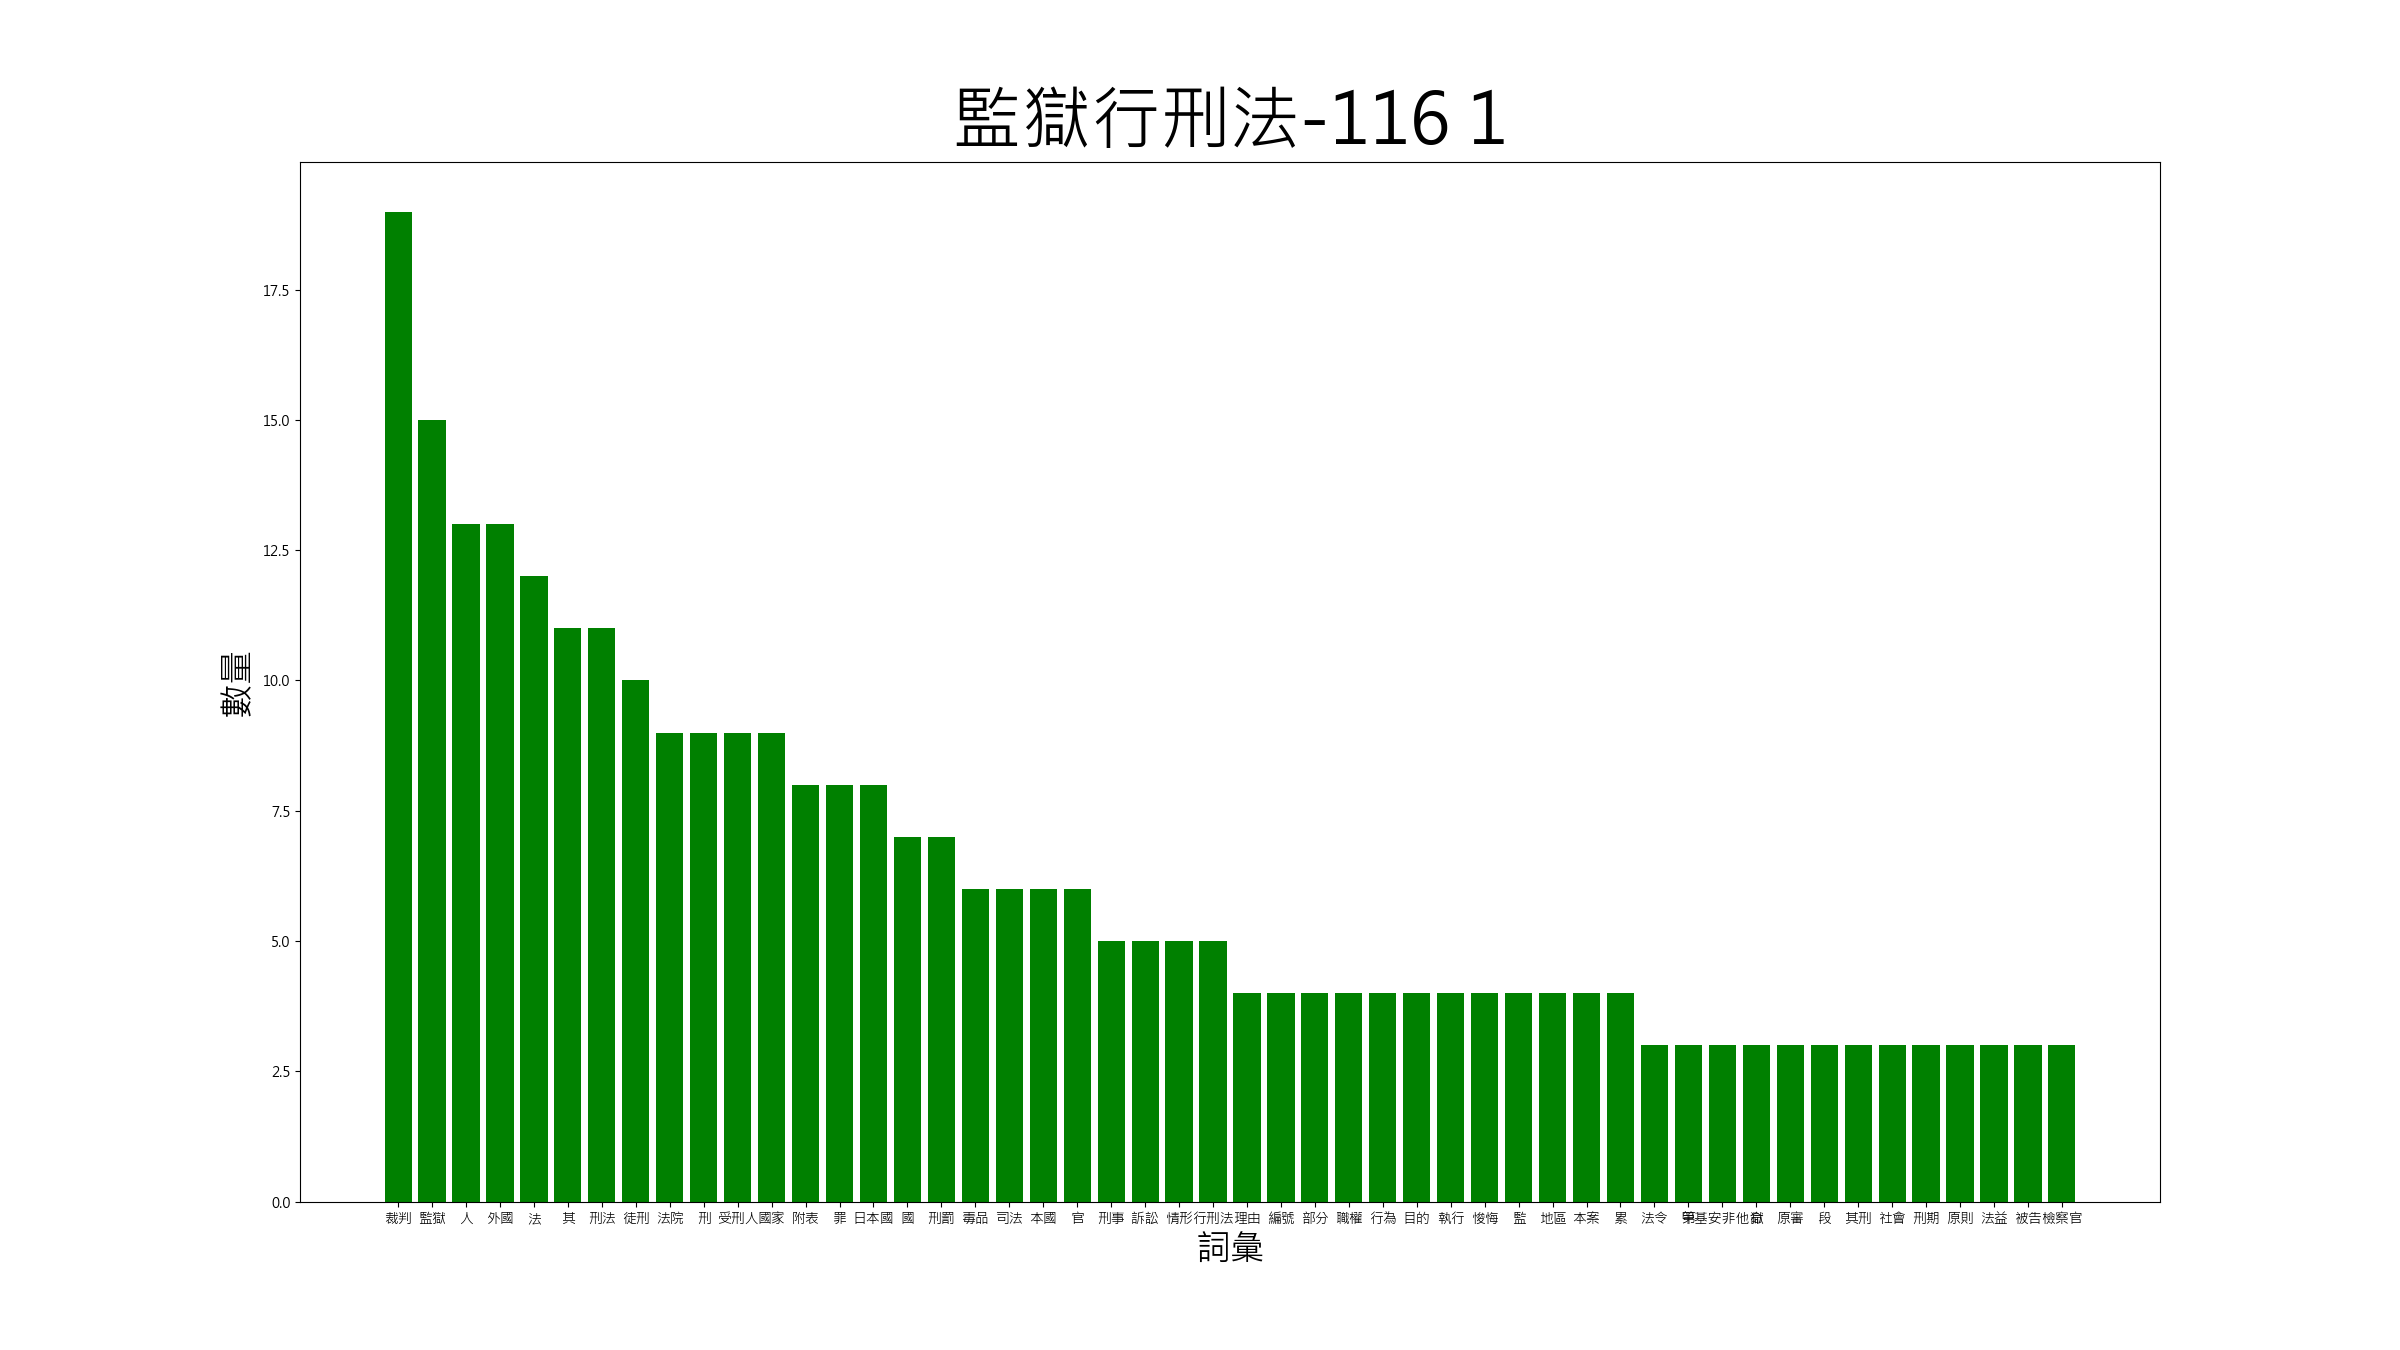 監獄行刑法-116 1
數量
17.5
15.0
12.5
10.0
7.5
5.0
2.5
0.0
裁判 監獄 人 外國 法 其 刑法 徒刑 法院 刑 受刑人 國家 附表 罪 日本國 國 刑罰 毒品 司法 本國 官 刑事 訴訟 情形 行刑法 理由 編號 部分 職權 行為 目的 執行 悛悔 監 地區 本案 累 法令 甲基安非他命 原審 段 其刑 社會 刑期 原則 法益 被告 檢察官
詞彙